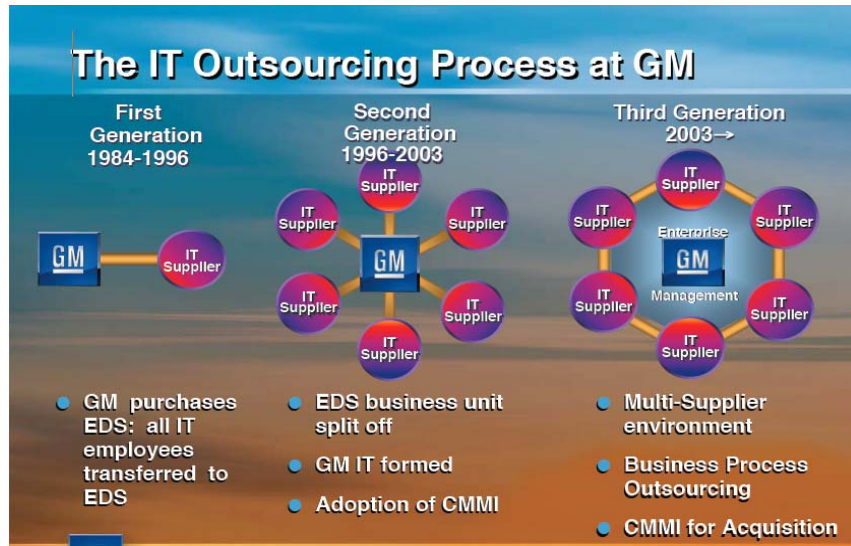 The IT Outsourcing Process at GM
First
Generation
1984-1996
GM
IT
Supplier
GM purchases
EDS: all IT
employees
transferred to
EDS
Second
Generation
1996-2003
IT
Supplier
IT
Supplier
IT
Supplier
GM
IT
Supplier
IT
Supplier
IT
Supplier
EDS business unit
split off
GM IT formed
Adoption of CMMI
Third Generation
2003→
IT
Supplier
IT
Supplier
IT
Supplier
Enterprise
GM
Management
IT
Supplier
IT
Supplier
IT
Supplier
Multi-Supplier
environment
Business Process
Outsourcing
CMMI for Acquisition